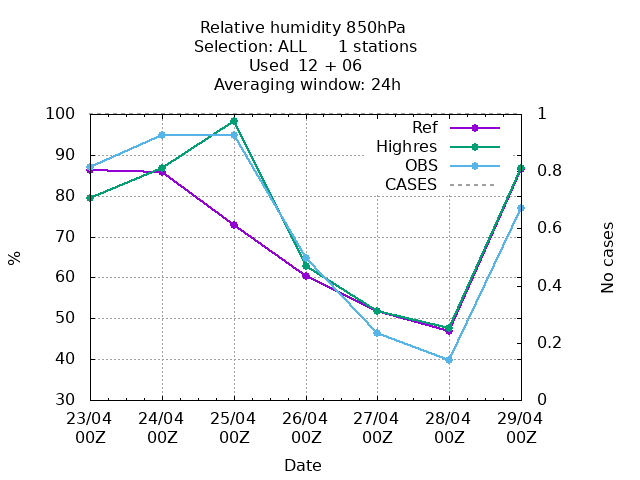 Relative humidity 850hPa
Selection: ALL 1 stations
Used 12 + 06
Averaging window: 24h
100 1
Ref
Highres
90
OBS
0.8
CASES
80
70
0.6
%
No cases
60
0.4
50
0.2
40
30 0
23/04 24/04 25/04 26/04 27/04 28/04 29/04
00Z 00Z 00Z 00Z 00Z 00Z 00Z
Date